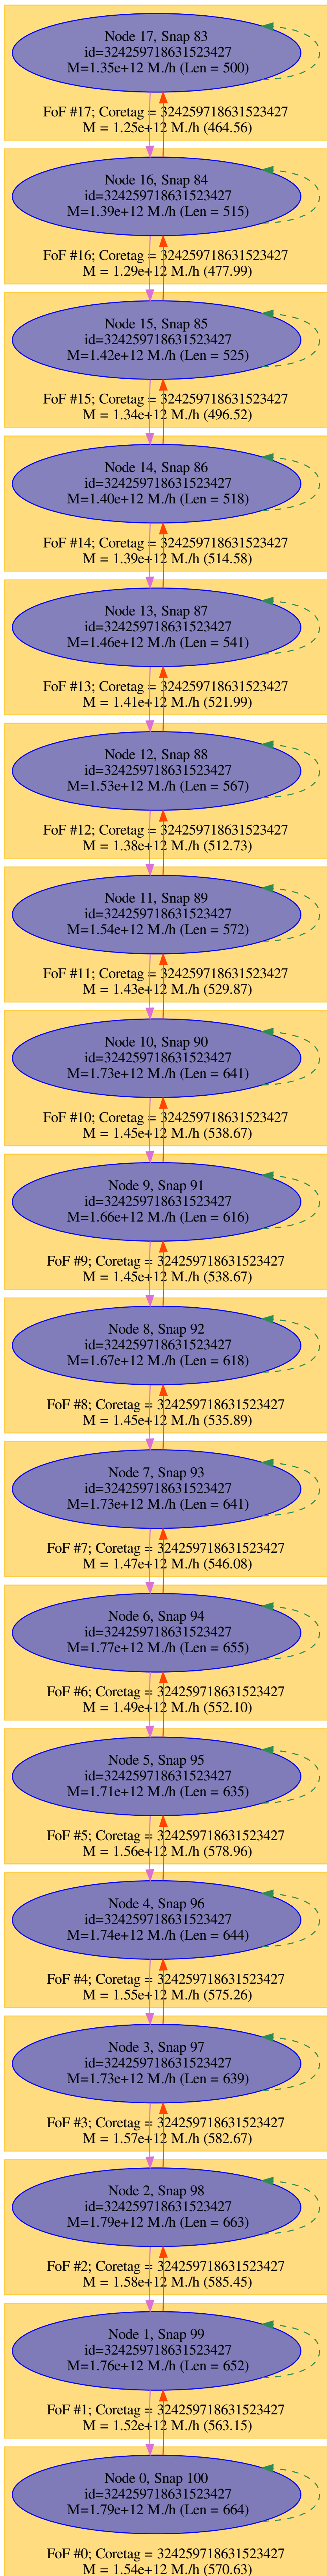 Node 17, Snap 83
id=324259718631523427
M=1.35e+12 M./h (Len = 500)
FoF #17; Coretag = 324259718631523427
M = 1.25e+12 M./h (464.56)
Node 16, Snap 84
id=324259718631523427
M=1.39e+12 M./h (Len = 515)
FoF #16; Coretag = 324259718631523427
M = 1.29e+12 M./h (477.99)
Node 15, Snap 85
id=324259718631523427
M=1.42e+12 M./h (Len = 525)
FoF #15; Coretag = 324259718631523427
M = 1.34e+12 M./h (496.52)
Node 14, Snap 86
id=324259718631523427
M=1.40e+12 M./h (Len = 518)
FoF #14; Coretag = 324259718631523427
M = 1.39e+12 M./h (514.58)
Node 13, Snap 87
id=324259718631523427
M=1.46e+12 M./h (Len = 541)
FoF #13; Coretag = 324259718631523427
M = 1.41e+12 M./h (521.99)
Node 12, Snap 88
id=324259718631523427
M=1.53e+12 M./h (Len = 567)
FoF #12; Coretag = 324259718631523427
M = 1.38e+12 M./h (512.73)
Node 11, Snap 89
id=324259718631523427
M=1.54e+12 M./h (Len = 572)
FoF #11; Coretag = 324259718631523427
M = 1.43e+12 M./h (529.87)
Node 10, Snap 90
id=324259718631523427
M=1.73e+12 M./h (Len = 641)
FoF #10; Coretag = 324259718631523427
M = 1.45e+12 M./h (538.67)
Node 9, Snap 91
id=324259718631523427
M=1.66e+12 M./h (Len = 616)
FoF #9; Coretag = 324259718631523427
M = 1.45e+12 M./h (538.67)
Node 8, Snap 92
id=324259718631523427
M=1.67e+12 M./h (Len = 618)
FoF #8; Coretag = 324259718631523427
M = 1.45e+12 M./h (535.89)
Node 7, Snap 93
id=324259718631523427
M=1.73e+12 M./h (Len = 641)
FoF #7; Coretag = 324259718631523427
M = 1.47e+12 M./h (546.08)
Node 6, Snap 94
id=324259718631523427
M=1.77e+12 M./h (Len = 655)
FoF #6; Coretag = 324259718631523427
M = 1.49e+12 M./h (552.10)
Node 5, Snap 95
id=324259718631523427
M=1.71e+12 M./h (Len = 635)
FoF #5; Coretag = 324259718631523427
M = 1.56e+12 M./h (578.96)
Node 4, Snap 96
id=324259718631523427
M=1.74e+12 M./h (Len = 644)
FoF #4; Coretag = 324259718631523427
M = 1.55e+12 M./h (575.26)
Node 3, Snap 97
id=324259718631523427
M=1.73e+12 M./h (Len = 639)
FoF #3; Coretag = 324259718631523427
M = 1.57e+12 M./h (582.67)
Node 2, Snap 98
id=324259718631523427
M=1.79e+12 M./h (Len = 663)
FoF #2; Coretag = 324259718631523427
M = 1.58e+12 M./h (585.45)
Node 1, Snap 99
id=324259718631523427
M=1.76e+12 M./h (Len = 652)
FoF #1; Coretag = 324259718631523427
M = 1.52e+12 M./h (563.15)
Node 0, Snap 100
id=324259718631523427
M=1.79e+12 M./h (Len = 664)
FoF #0; Coretag = 324259718631523427
M = 1.54e+12 M./h (570.63)